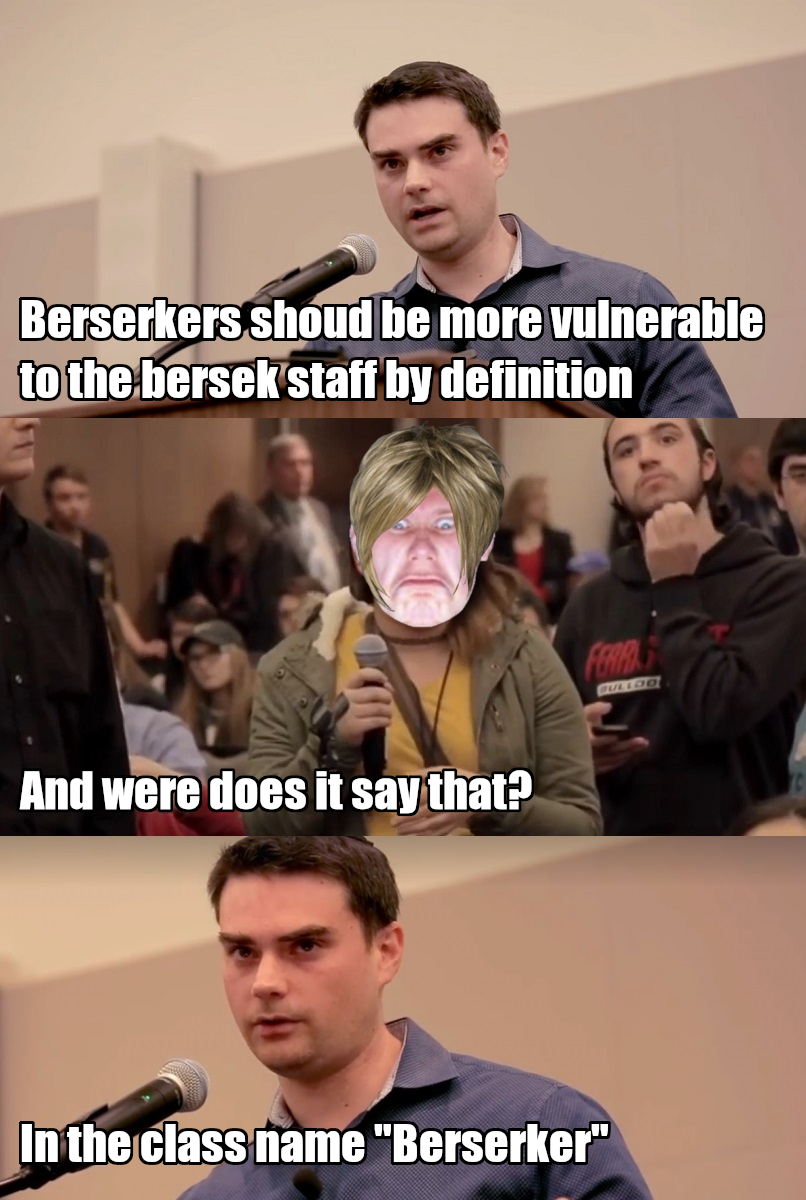 Berserkers shoud be more vulnerable
to the bersek staff by definition
BULLDO
And were does it say that?
In the class name "Berserker"